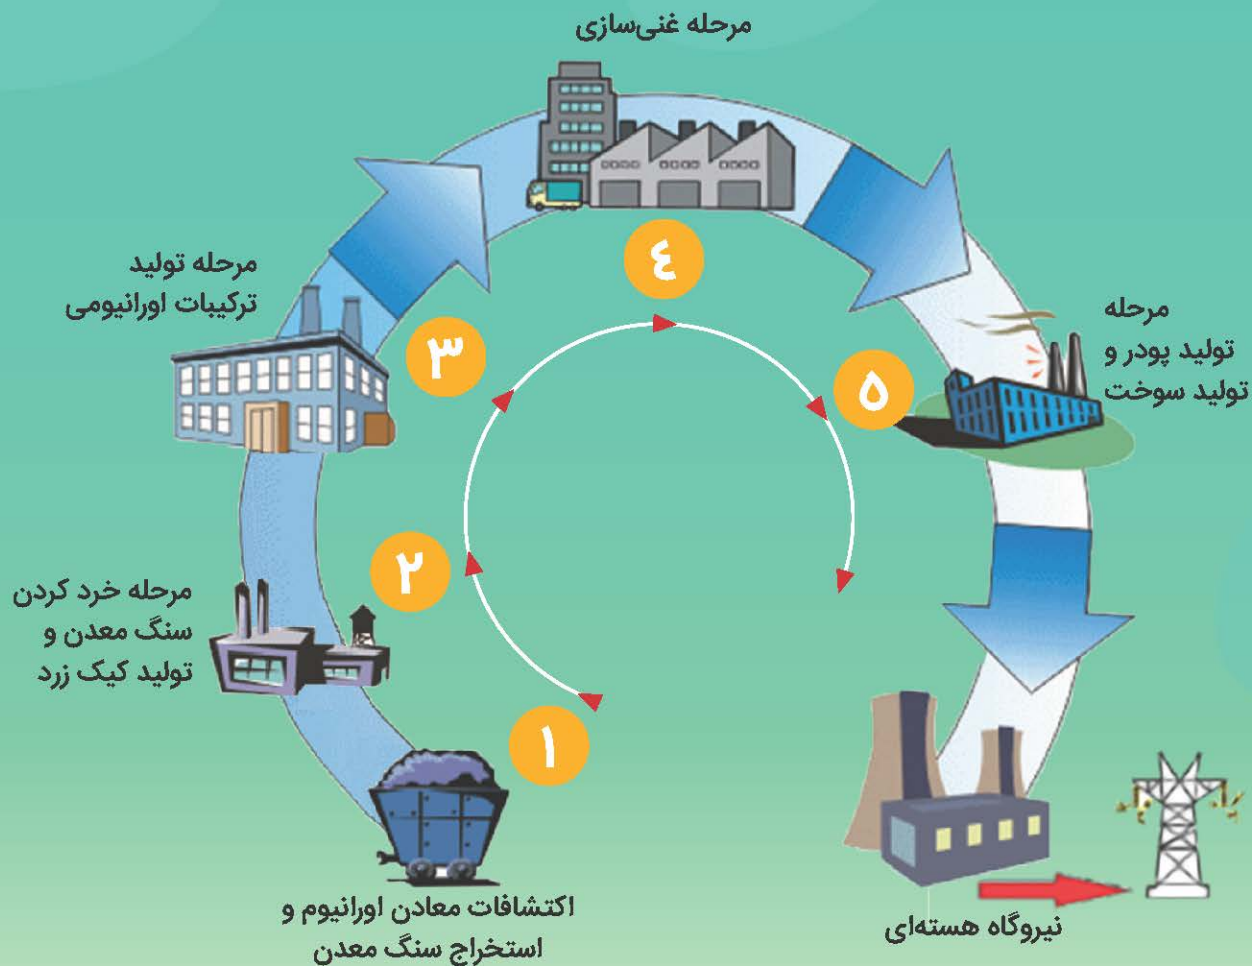 مرحله غنی‌سازی
٤
مرحله تولید
ترکیبات اورانیومی
۳
مرحله
تولید پودر و
تولید سوخت
۵
مرحله خرد کردن
سنگ معدن و
تولید کیک زرد
۲
۱
اکتشافات معادن اورانیوم و
استخراج سنگ معدن
نیروگاه هسته‌ای